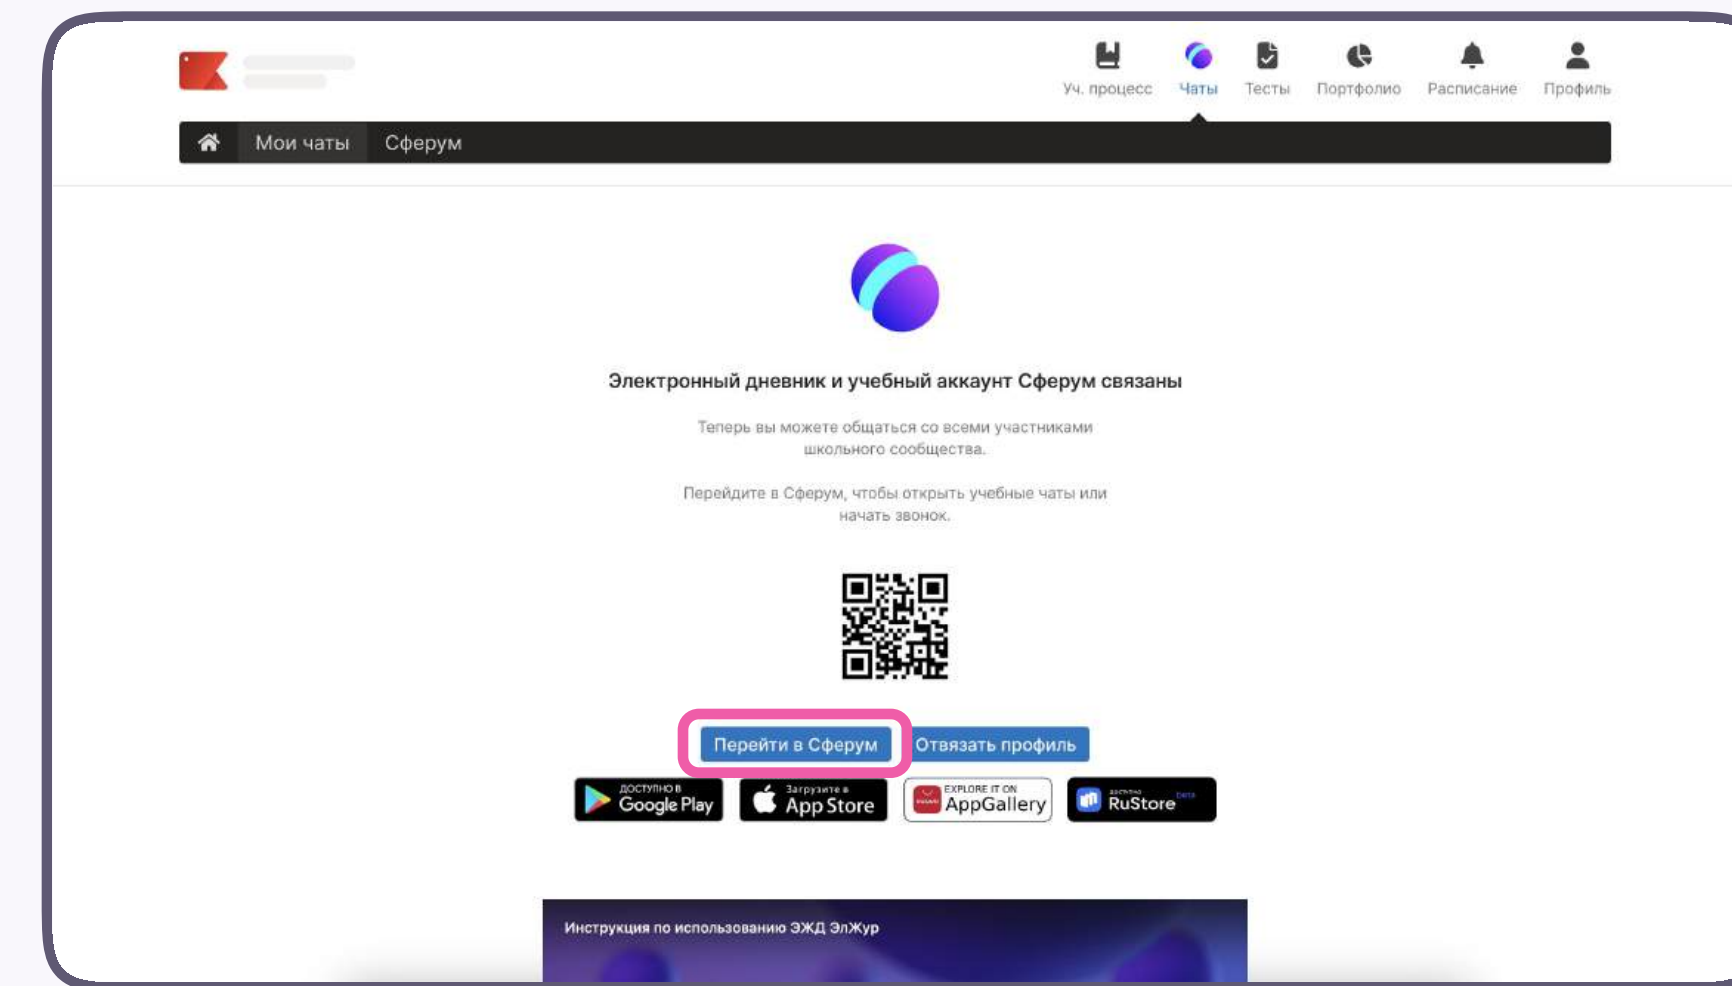 Уч. процесс
Чаты
Тесты
Портфолио
Расписание
Профиль
Мои чаты
Сферум
Электронный дневник и учебный аккаунт Сферум связаны
Теперь вы можете общаться со всеми участниками
школьного сообщества.
Перейдите в Сферум, чтобы открыть учебные чаты или
начать звонок.
Перейти в Сферум
Отвязать профиль
ДОСТУПНО В
Google Play
Загрузите в
App Store
EXPLORE IT ON
AppGallery
RuStore
beta
Инструкция по использованию ЭЖД ЭлЖур